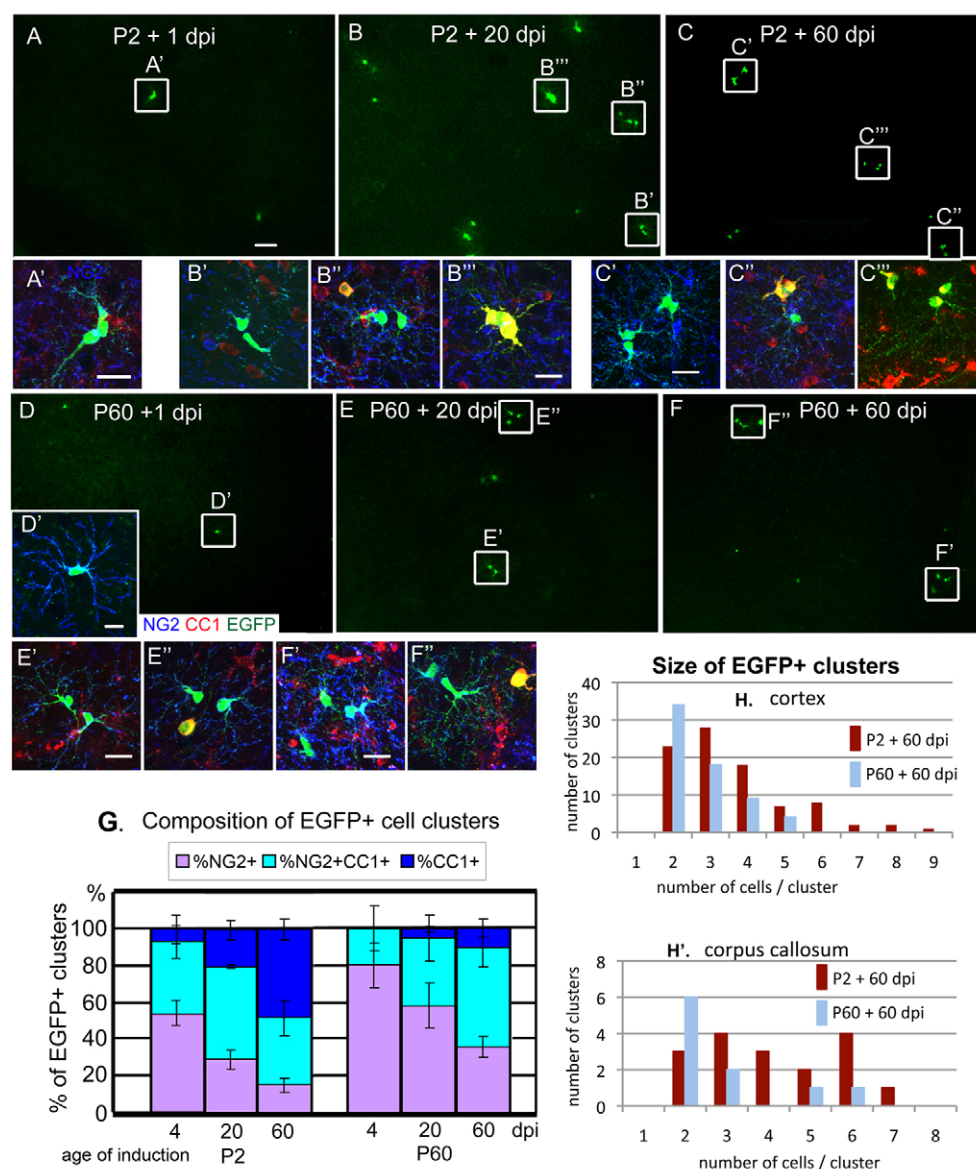 A P2 + 1 dpi
A’
B P2 + 20 dpi
B’’’
B’’
B’
C P2 + 60 dpi
C’
C’’’
C’’
A’ NG2
B’
B’’
B’’’
C’
C’’
C’’’
D P60 +1 dpi
D’
D’
NG2 CC1 EGFP
E P60 + 20 dpi
E’’
E’
F P60 + 60 dpi
F’’
F’
E’
E’’
F’
F’’
Size of EGFP+ clusters
H. cortex
number of clusters
40
30
20
10
0
P2 + 60 dpi
P60 + 60 dpi
1 2 3 4 5 6 7 8 9
number of cells / cluster
G. Composition of EGFP+ cell clusters
%NG2+ %NG2+CC1+ %CC1+
%
% of EGFP+ clusters
100
80
60
40
20
0
4 20 60 4 20 60 dpi
age of induction P2 P60
H’. corpus callosum
number of clusters
8
6
4
2
0
P2 + 60 dpi
P60 + 60 dpi
1 2 3 4 5 6 7 8
number of cells / cluster